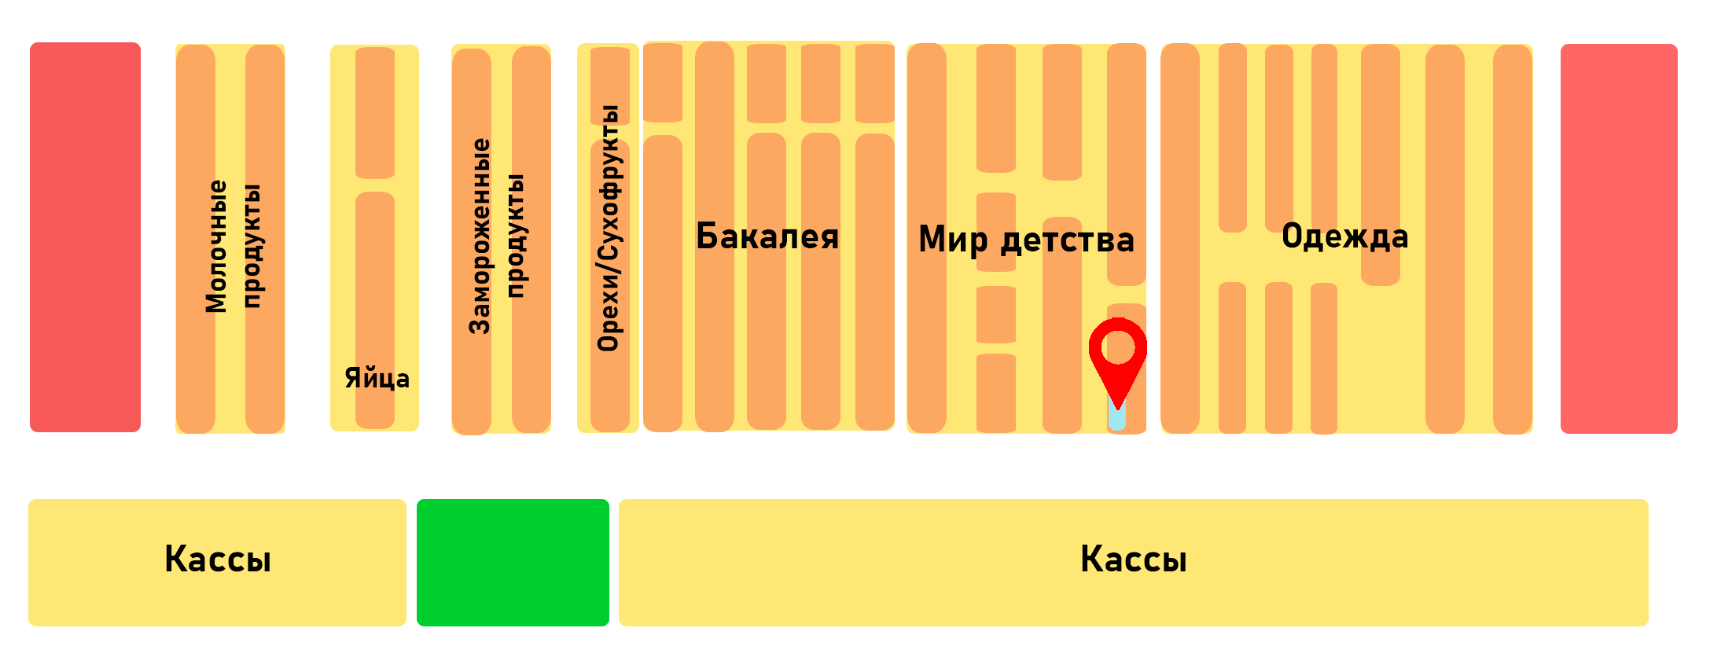 Молочные
продукты
Яйца
Замороженные
продукты
Орехи/Сухофрукты
Бакалея
Мир детства
Одежда
Кассы
Кассы